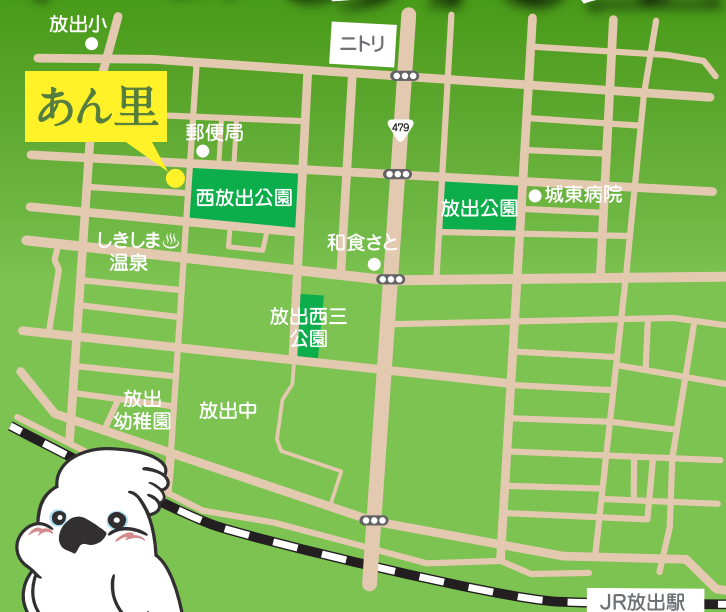 放出小
ニトリ
あん里
479
郵便局
西放出公園
放出公園
城東病院
しきしま♨
温泉
和食さと
放出西三
公園
放出
幼稚園
放出中
JR放出駅